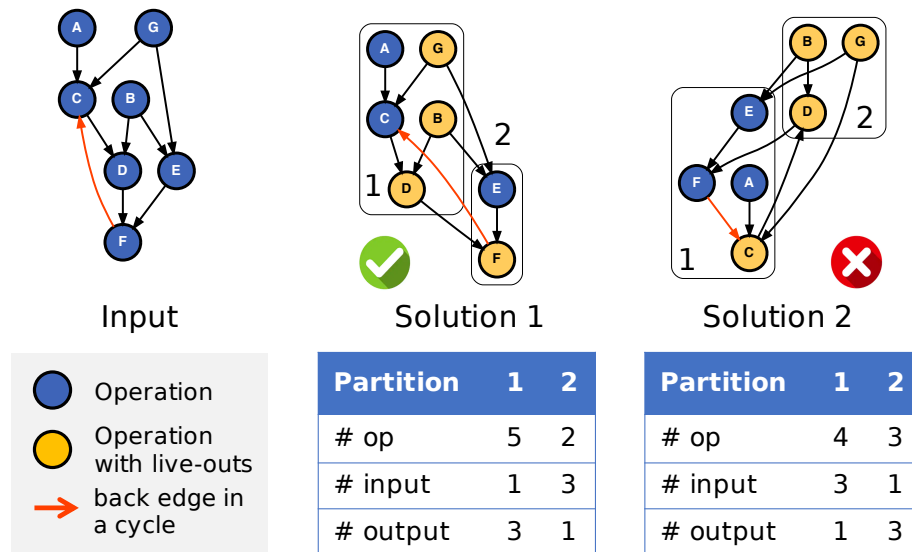 A
G
C
B
D
E
F
Input
A
G
C
B
2
1
D
E
F
Solution 1
B
G
E
D
2
F
A
1
C
Solution 2
Operation
Operation
with live-outs
back edge in
a cycle
Partition 1 2
# op 5 2
# input 1 3
# output 3 1
Partition 1 2
# op 4 3
# input 3 1
# output 1 3